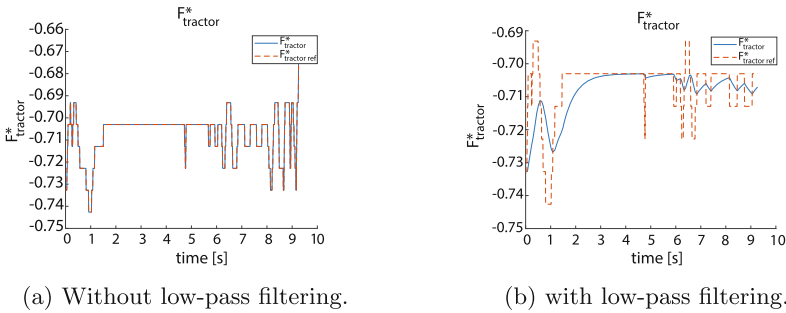 F*tractor
-0.66
-0.67
-0.68
-0.69
-0.70
-0.71
-0.72
-0.73
-0.74
-0.75
F*tractor
F*tractor
F*tractor ref
0 1 2 3 4 5 6 7 8 9 10
time [s]
(a) Without low-pass filtering.
F*tractor
-0.69
-0.70
-0.71
-0.72
-0.73
-0.74
-0.75
F*tractor
F*tractor
F*tractor ref
0 1 2 3 4 5 6 7 8 9 10
time [s]
(b) with low-pass filtering.